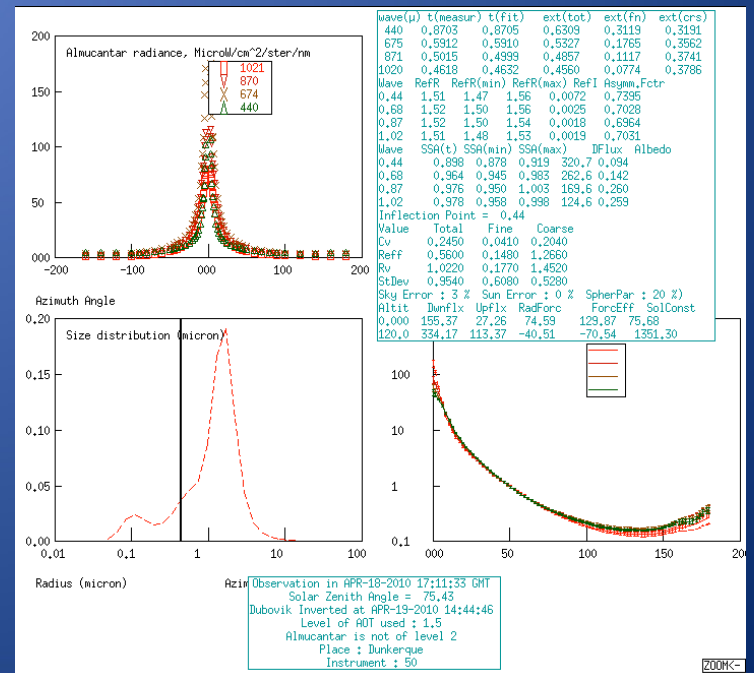 wave(µ) t(measur) t(fit) ext(tot) ext(fn) ext(crs)
440 0.8703 0.8705 0.6309 0.3119 0.3191
675 0.5912 0.5910 0.5327 0.1765 0.3562
871 0.5015 0.4999 0.4857 0.1117 0.3741
1020 0.4618 0.4632 0.4560 0.0774 0.3786
Wave RefR RefR(min) RefR(max) RefI Asymm.Fctr
0.44 1.51 1.47 1.56 0.0072 0.7395
0.68 1.52 1.50 1.56 0.0025 0.7028
0.87 1.52 1.50 1.54 0.0018 0.6964
1.02 1.51 1.48 1.53 0.0019 0.7031
Wave SSA(t) SSA(min) SSA(max) DFlux Albedo
0.44 0.898 0.878 0.919 320.7 0.094
0.68 0.964 0.945 0.983 262.6 0.142
0.87 0.976 0.950 1.003 169.6 0.260
1.02 0.978 0.958 0.998 124.6 0.259
Inflection Point = 0.44
Value Total Fine Coarse
Cv 0.2450 0.0410 0.2040
Reff 0.5600 0.1480 1.2660
Rv 1.0220 0.1770 1.4520
StDev 0.9540 0.6080 0.5280
Sky Error : 3 % Sun Error : 0 % SpherPar : 20 %)
Altit Dwnflx Upflx RadForc ForcEff SolConst
0.000 155.37 27.26 74.59 129.87 75.68
120.0 334.17 113.37 -40.51 -70.54 1351.30
Almucantar radiance, MicroW/cm^2/ster/nm
1021
870
674
440
200
150
100
50
000
-200 -100 000 100 200
Azimuth Angle
Size distribution (micron)
0.20
0.15
0.10
0.05
0.00
0.01 0.1 1 10 100
Radius (micron)
100
10
1
0.1
000 50 100 150 200
Azim
Observation in APR-18-2010 17:11:33 GMT
Solar Zenith Angle = 75.43
Dubovik Inverted at APR-19-2010 14:44:46
Level of AOT used : 1.5
Almucantar is not of level 2
Place : Dunkerque
Instrument : 50
ZOOM<-